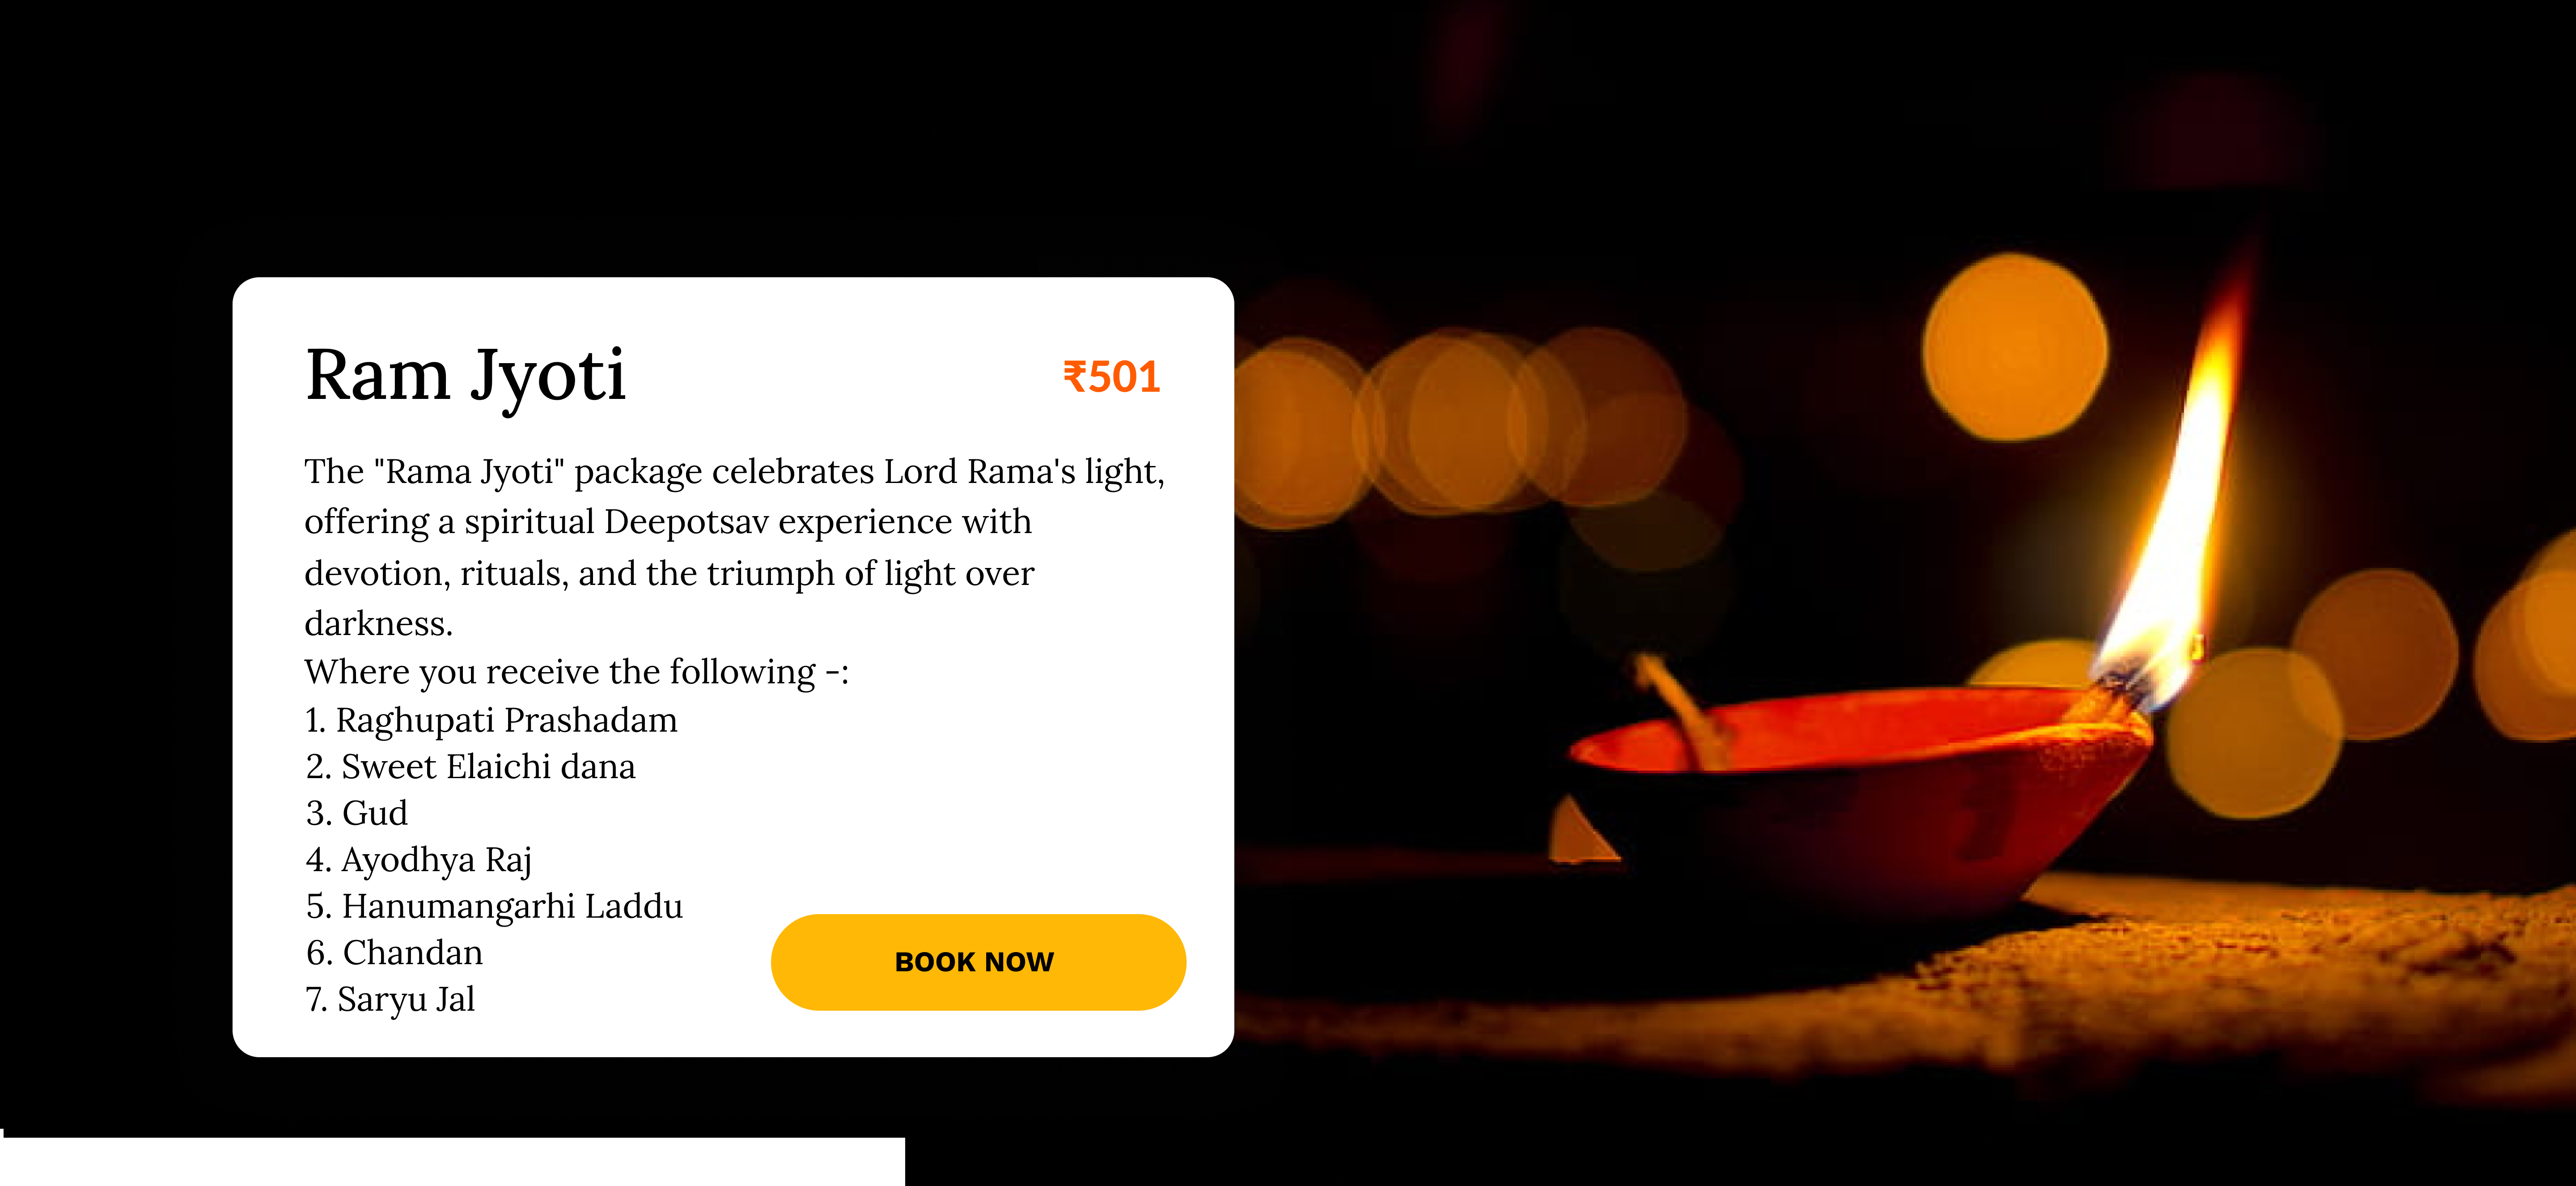 Ram Jyoti
₹501
The "Rama Jyoti" package celebrates Lord Rama's light,
offering a spiritual Deepotsav experience with
devotion, rituals, and the triumph of light over
darkness.
Where you receive the following -:
1. Raghupati Prashadam
2. Sweet Elaichi dana
3. Gud
4. Ayodhya Raj
5. Hanumangarhi Laddu
6. Chandan
7. Saryu Jal
BOOK NOW